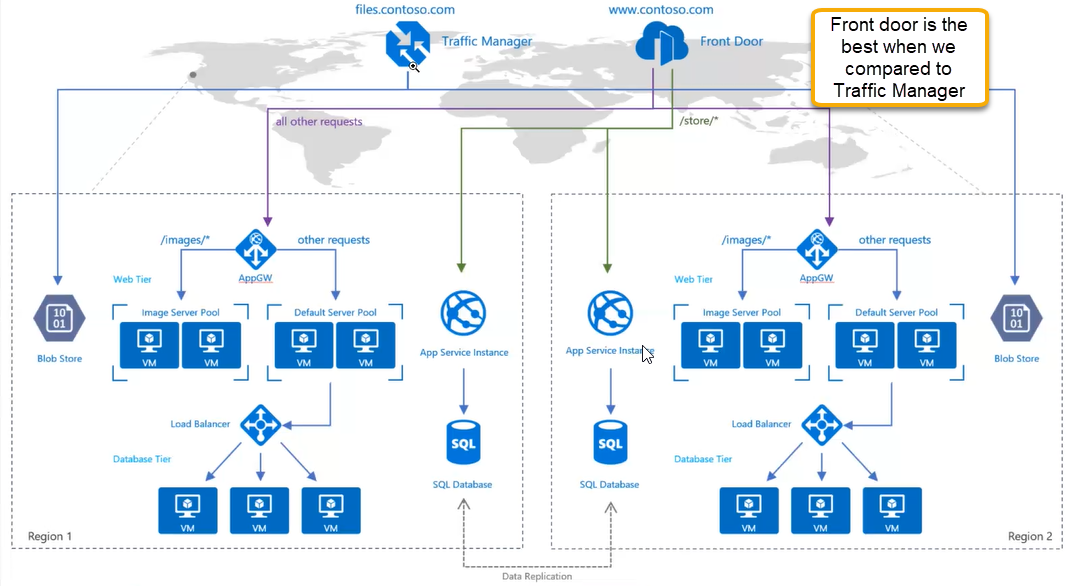 files.contoso.com
www.contoso.com
Traffic Manager
Front Door
Front door is the
best when we
compared to
Traffic Manager
all other requests
/store/*
/images/*
other requests
AppGW
Web Tier
Image Server Pool
Default Server Pool
VM
VM
VM
VM
Blob Store
App Service Instance
Load Balancer
SQL
Database Tier
SQL Database
VM
VM
VM
Region 1
/images/*
other requests
AppGW
Web Tier
Image Server Pool
Default Server Pool
VM
VM
VM
VM
10
01
Blob Store
App Service Instance
Load Balancer
SQL
Database Tier
SQL Database
VM
VM
VM
Region 2
10
01
Data Replication